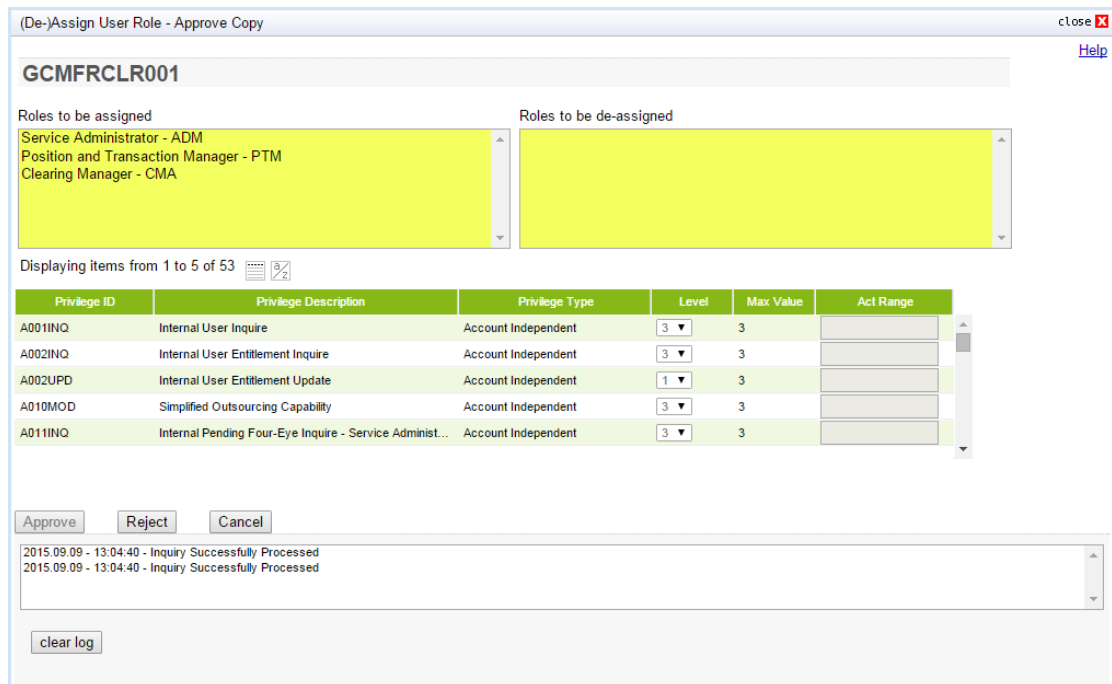 (De-)Assign User Role - Approve Copy
close X
Help
GCMFRCLR001
Roles to be assigned
Roles to be de-assigned
Service Administrator - ADM
Position and Transaction Manager - PTM
Clearing Manager - CMA
Displaying items from 1 to 5 of 53 a/z
Privilege ID Privilege Description Privilege Type Level Max Value Act Range
A001INQ Internal User Inquire Account Independent 3 3
A002INQ Internal User Entitlement Inquire Account Independent 3 3
A002UPD Internal User Entitlement Update Account Independent 1 3
A010MOD Simplified Outsourcing Capability Account Independent 3 3
A011INQ Internal Pending Four-Eye Inquire - Service Administ... Account Independent 3 3
Approve Reject Cancel
2015.09.09 - 13:04:40 - Inquiry Successfully Processed
2015.09.09 - 13:04:40 - Inquiry Successfully Processed
clear log